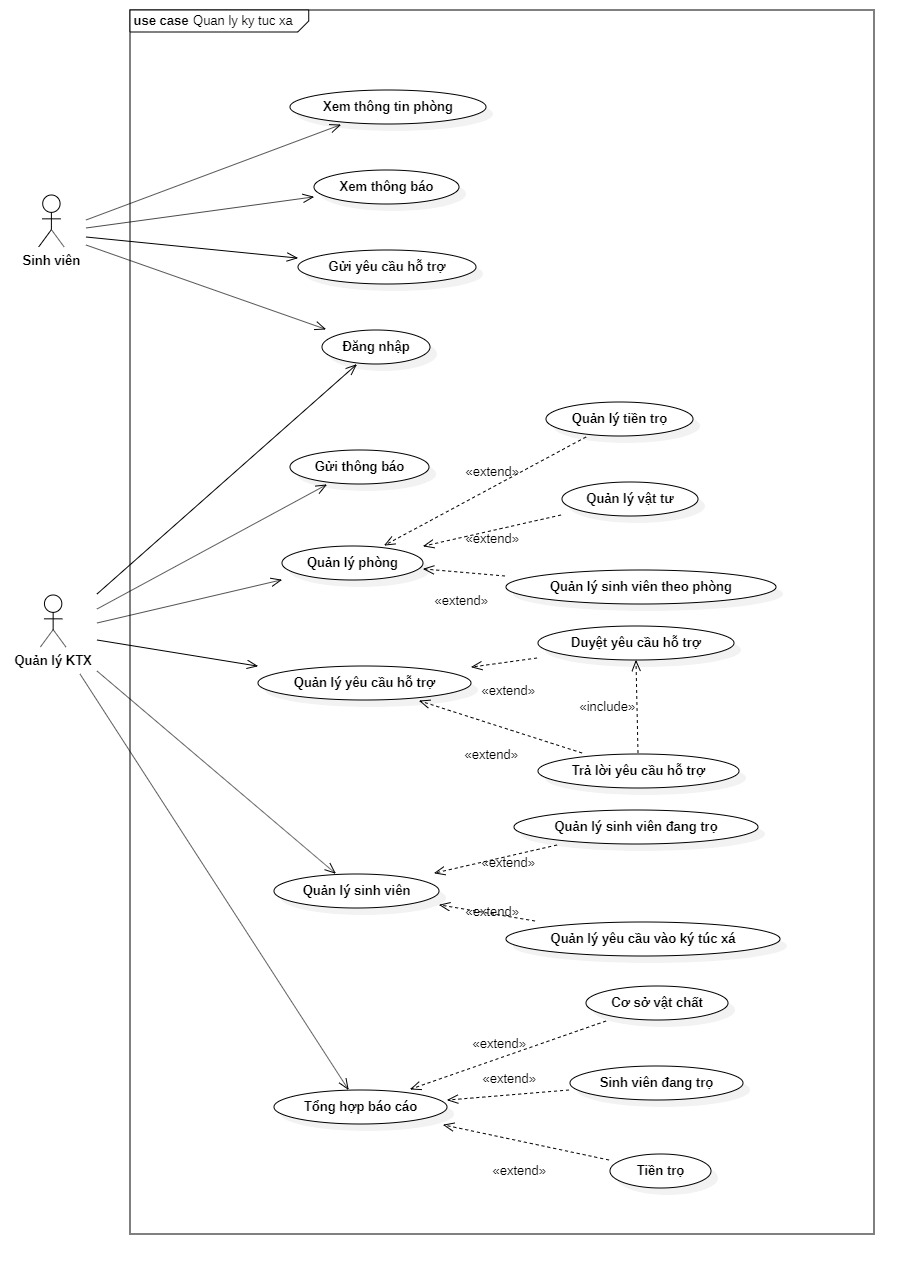 use case Quan ly ky tuc xa
Xem thông tin phòng
Xem thông báo
Sinh viên
Gửi yêu cầu hỗ trợ
Đăng nhập
Quản lý tiền trọ
Gửi thông báo
«extend»
Quản lý vật tư
«extend»
Quản lý phòng
Quản lý sinh viên theo phòng
«extend»
Duyệt yêu cầu hỗ trợ
Quản lý KTX
Quản lý yêu cầu hỗ trợ
«extend»
«include»
«extend»
Trả lời yêu cầu hỗ trợ
Quản lý sinh viên đang trọ
«extend»
Quản lý sinh viên
«extend»
Quản lý yêu cầu vào ký túc xá
Cơ sở vật chất
«extend»
«extend»
Sinh viên đang trọ
Tổng hợp báo cáo
«extend»
Tiền trọ